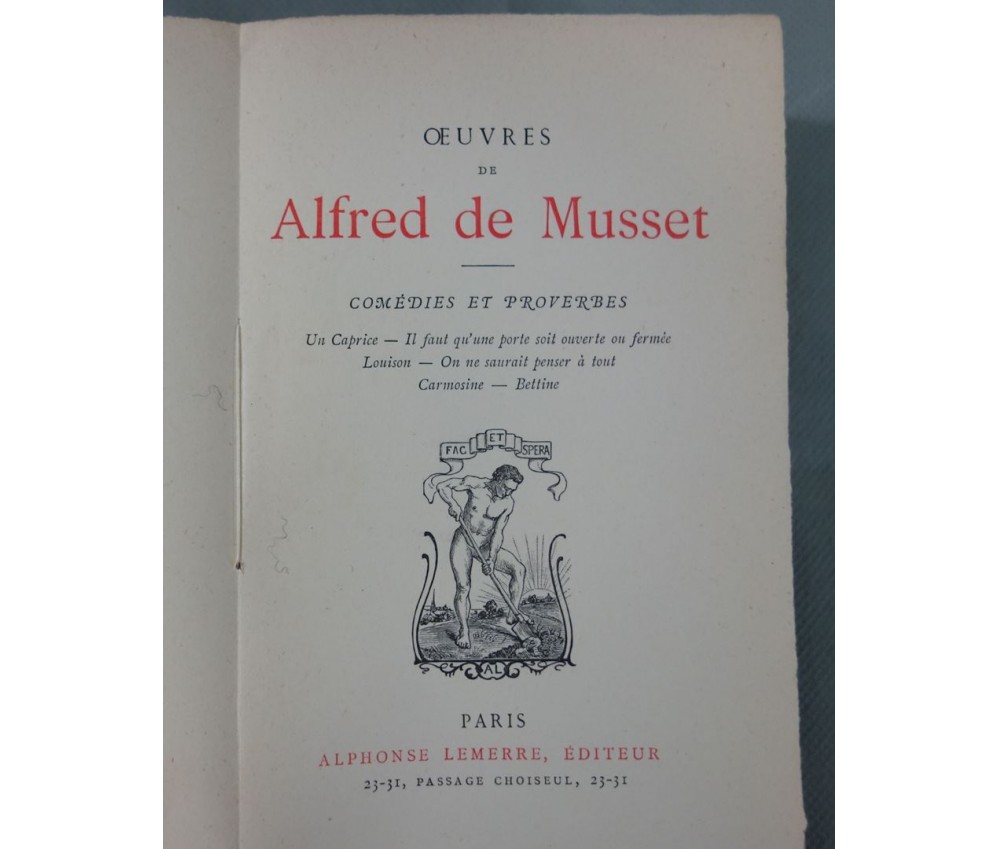 ŒUVRES
DE
Alfred de Musset
COMÉDIES ET PROVERBES
Un Caprice — Il faut qu'une porte soit ouverte ou fermée
Louison — On ne saurait penser à tout
Carmosine — Bettine
FAC ET SPERA
AL
PARIS
ALPHONSE LEMERRE, ÉDITEUR
23-31, PASSAGE CHOISEUL, 23-31